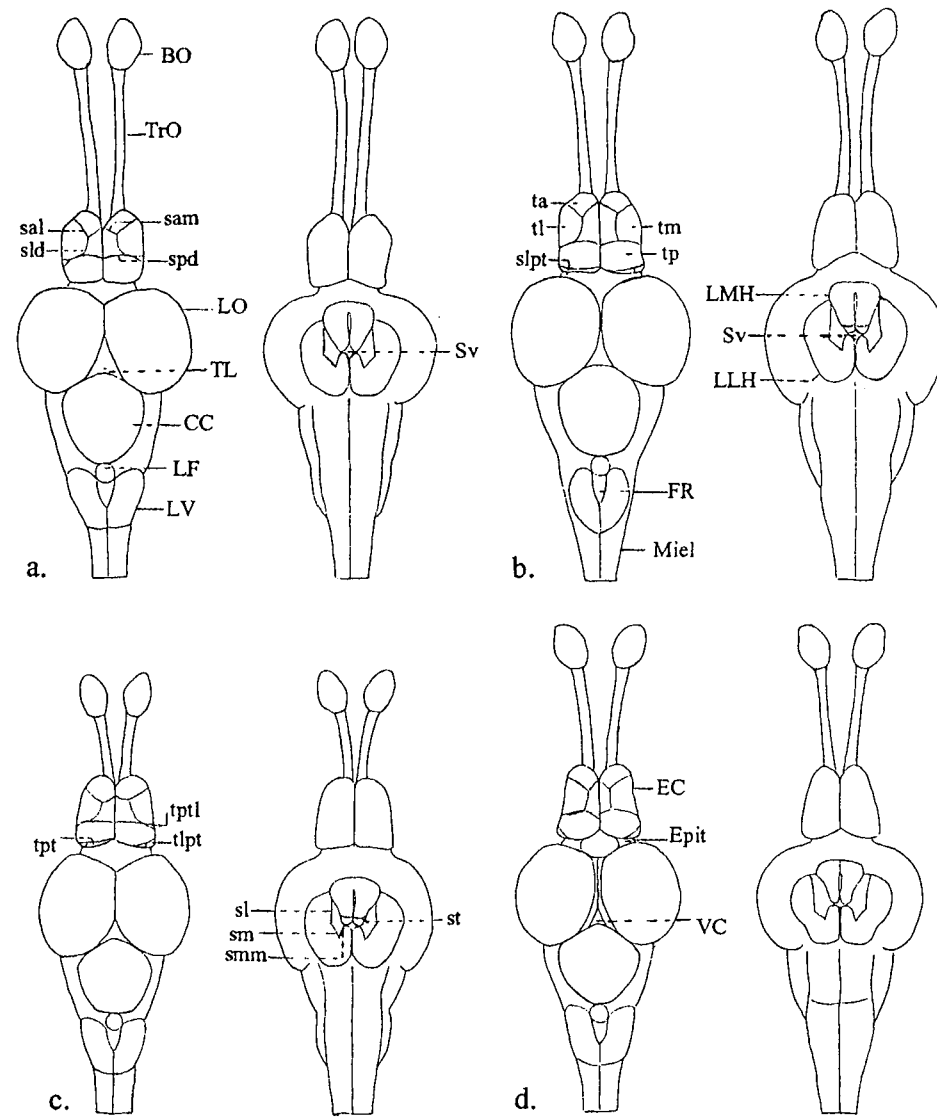 BO
TrO
sal
sam
sld
spd
LO
TL
CC
LF
LV
Sv
a.
ta
tl
tm
slpt
tp
FR
Miel
LMH
Sv
LLH
b.
tptl
tpt
tlpt
sl
st
sm
smm
c.
EC
Epit
VC
d.